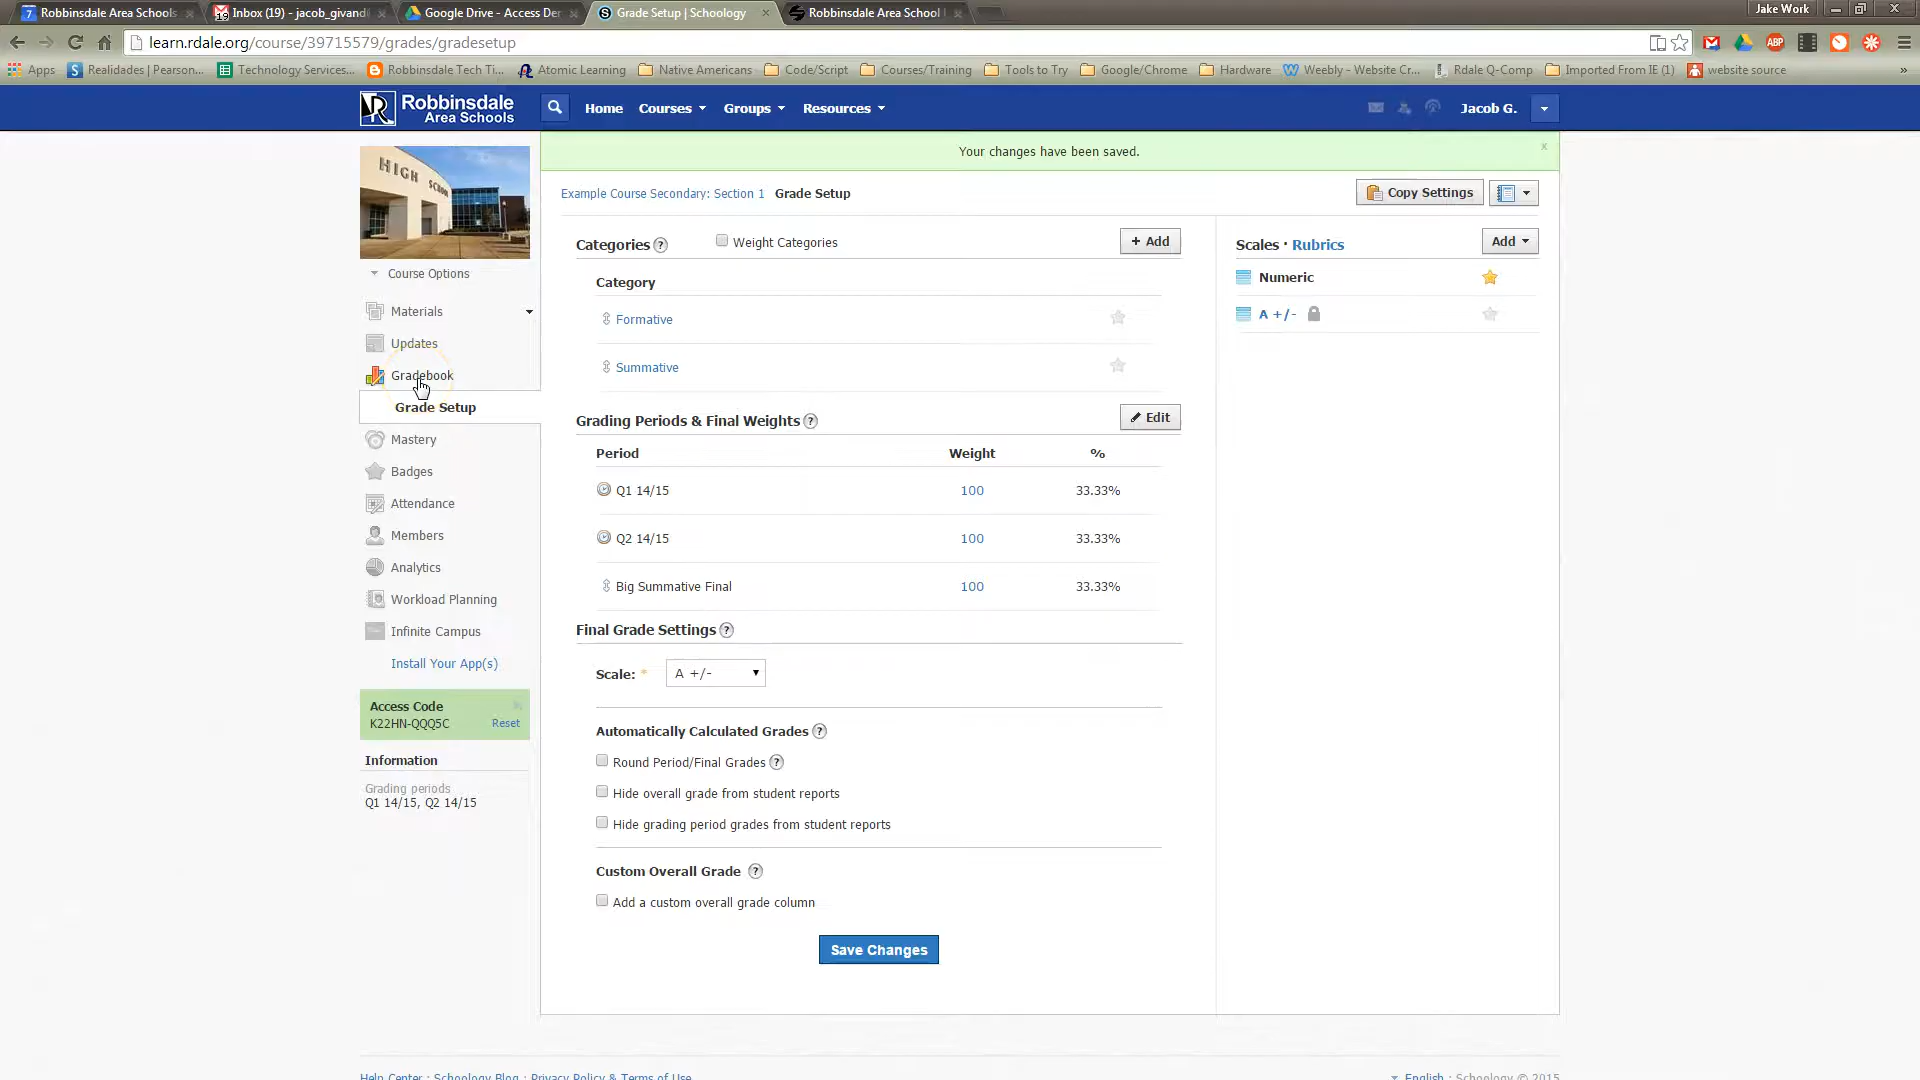 Robbinsdale Area Schools
Inbox (19) - jacob_givand
Google Drive - Access Der
Grade Setup | Schoology
Robbinsdale Area School
Jake Work
learn.rdale.org/course/39715579/grades/gradesetup
Apps
Realidades | Pearson...
Technology Services...
Robbinsdale Tech Ti...
Atomic Learning
Native Americans
Code/Script
Courses/Training
Tools to Try
Google/Chrome
Hardware
Weebly - Website Cr...
Rdale Q-Comp
Imported From IE (1)
website source
»
Robbinsdale
Area Schools
Home
Courses
Groups
Resources
Jacob G.
HIGH SCHOOL
Your changes have been saved.
Example Course Secondary: Section 1 Grade Setup
Copy Settings
Course Options
Materials
Updates
Gradebook
Grade Setup
Mastery
Badges
Attendance
Members
Analytics
Workload Planning
Infinite Campus
Install Your App(s)
Access Code
K22HN-QQQ5C Reset
Information
Grading periods
Q1 14/15, Q2 14/15
Categories ?
Weight Categories
+ Add
Category
Formative
Summative
Grading Periods & Final Weights ?
Edit
Period Weight %
Q1 14/15 100 33.33%
Q2 14/15 100 33.33%
Big Summative Final 100 33.33%
Final Grade Settings ?
Scale: * A +/-
Automatically Calculated Grades ?
Round Period/Final Grades ?
Hide overall grade from student reports
Hide grading period grades from student reports
Custom Overall Grade ?
Add a custom overall grade column
Save Changes
Scales · Rubrics
Add
Numeric
A +/-
Help Center : Schoology Blog : Privacy Policy & Terms of Use
English : Schoology © 2015